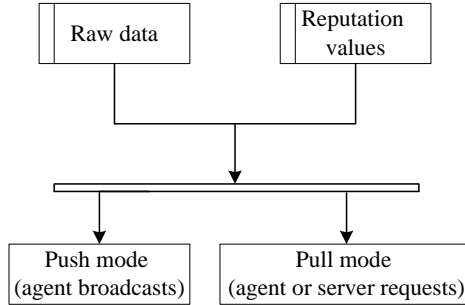 Raw data
Reputation
values
Push mode
(agent broadcasts)
Pull mode
(agent or server requests)